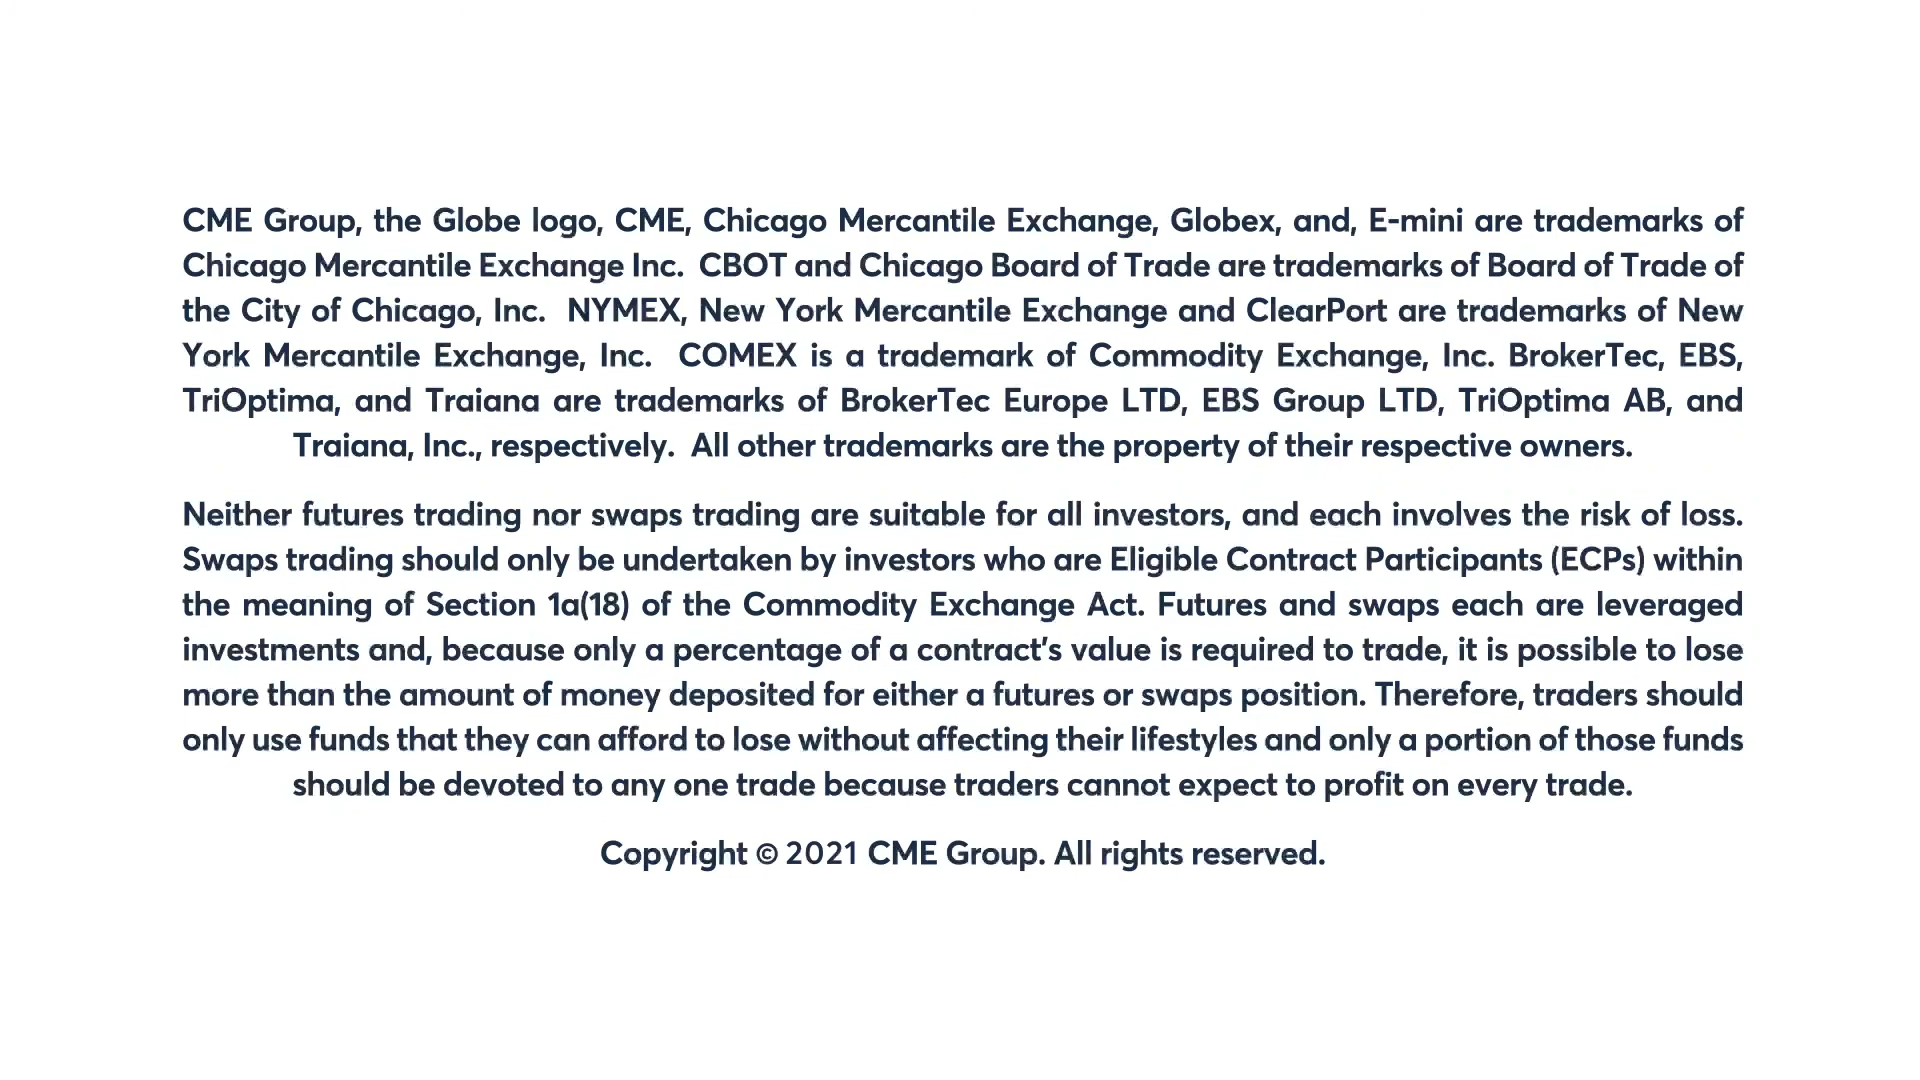 CME Group, the Globe logo, CME, Chicago Mercantile Exchange, Globex, and, E-mini are trademarks of
Chicago Mercantile Exchange Inc.  CBOT and Chicago Board of Trade are trademarks of Board of Trade of
the City of Chicago, Inc.  NYMEX, New York Mercantile Exchange and ClearPort are trademarks of New
York Mercantile Exchange, Inc.  COMEX is a trademark of Commodity Exchange, Inc. BrokerTec, EBS,
TriOptima, and Traiana are trademarks of BrokerTec Europe LTD, EBS Group LTD, TriOptima AB, and
Traiana, Inc., respectively.  All other trademarks are the property of their respective owners.
Neither futures trading nor swaps trading are suitable for all investors, and each involves the risk of loss.
Swaps trading should only be undertaken by investors who are Eligible Contract Participants (ECPs) within
the meaning of Section 1a(18) of the Commodity Exchange Act. Futures and swaps each are leveraged
investments and, because only a percentage of a contract’s value is required to trade, it is possible to lose
more than the amount of money deposited for either a futures or swaps position. Therefore, traders should
only use funds that they can afford to lose without affecting their lifestyles and only a portion of those funds
should be devoted to any one trade because traders cannot expect to profit on every trade.
Copyright © 2021 CME Group. All rights reserved.